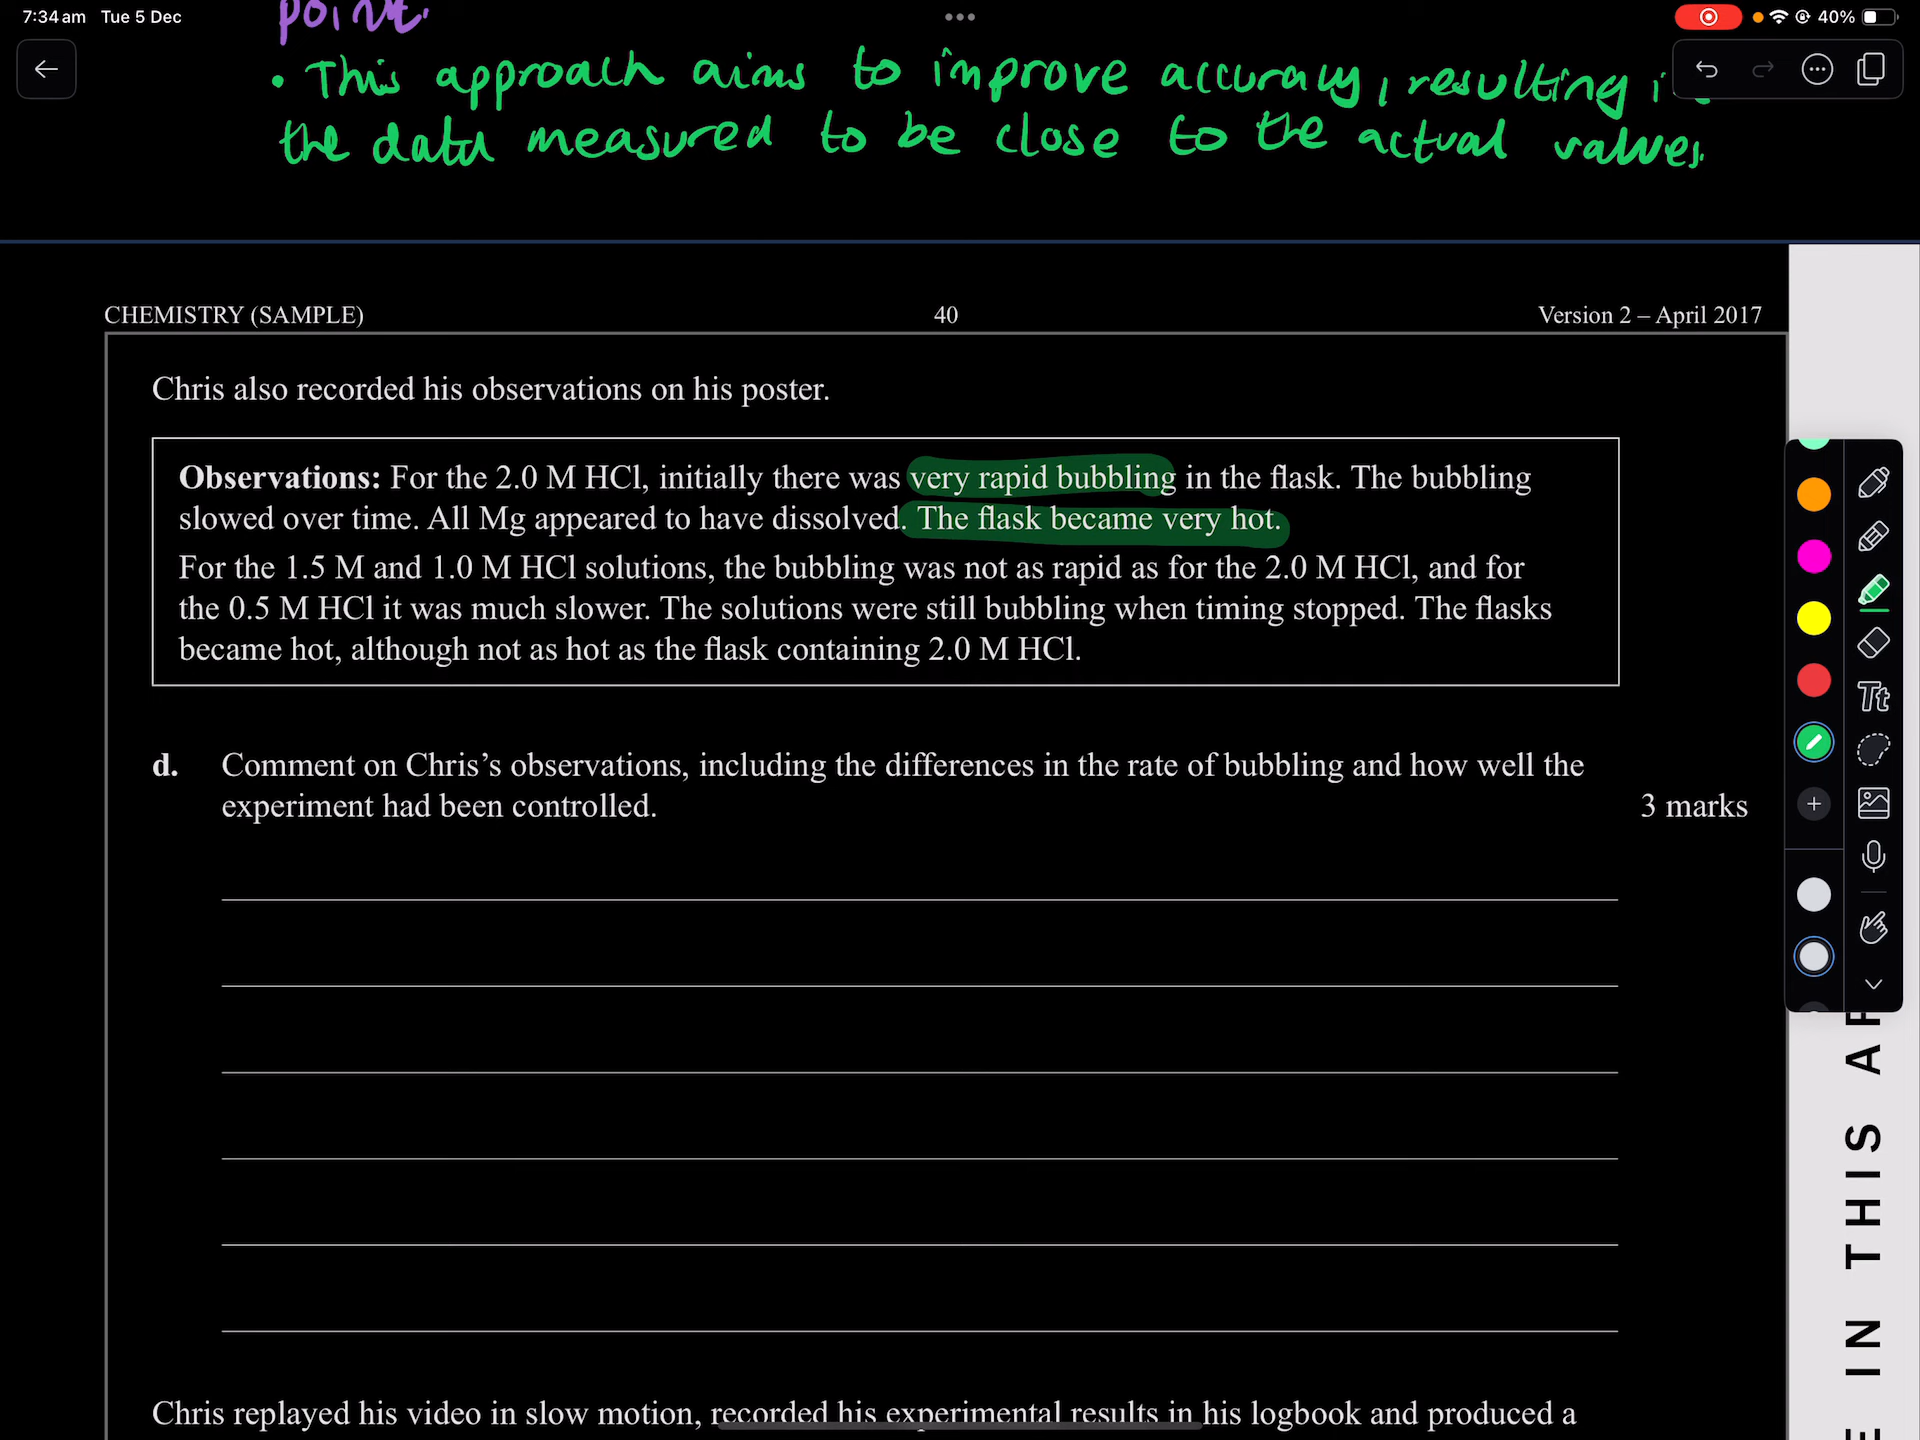 7:34 am Tue 5 Dec
40%
point.
• This approach aims to improve accuracy, resulting
the data measured to be close to the actual values.
CHEMISTRY (SAMPLE) 40 Version 2 – April 2017
Chris also recorded his observations on his poster.
Observations: For the 2.0 M HCl, initially there was very rapid bubbling in the flask. The bubbling
slowed over time. All Mg appeared to have dissolved. The flask became very hot.
For the 1.5 M and 1.0 M HCl solutions, the bubbling was not as rapid as for the 2.0 M HCl, and for
the 0.5 M HCl it was much slower. The solutions were still bubbling when timing stopped. The flasks
became hot, although not as hot as the flask containing 2.0 M HCl.
d. Comment on Chris’s observations, including the differences in the rate of bubbling and how well the
experiment had been controlled.
3 marks
Tt
Chris replayed his video in slow motion, recorded his experimental results in his logbook and produced a
IN THIS